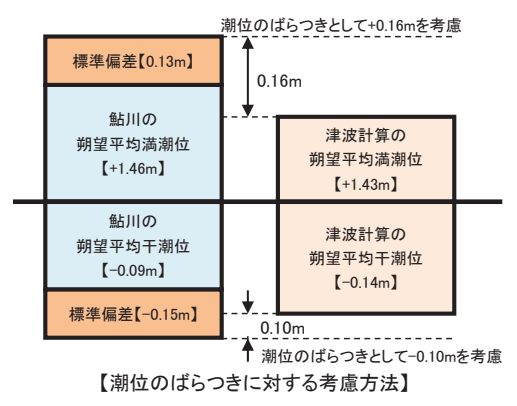 潮位のばらつきとして+0.16mを考慮
標準偏差【0.13m】
0.16m
鮎川の
朔望平均満潮位
【+1.46m】
津波計算の
朔望平均満潮位
【+1.43m】
鮎川の
朔望平均干潮位
【-0.09m】
津波計算の
朔望平均干潮位
【-0.14m】
標準偏差【-0.15m】
0.10m
潮位のばらつきとして-0.10mを考慮
【潮位のばらつきに対する考慮方法】